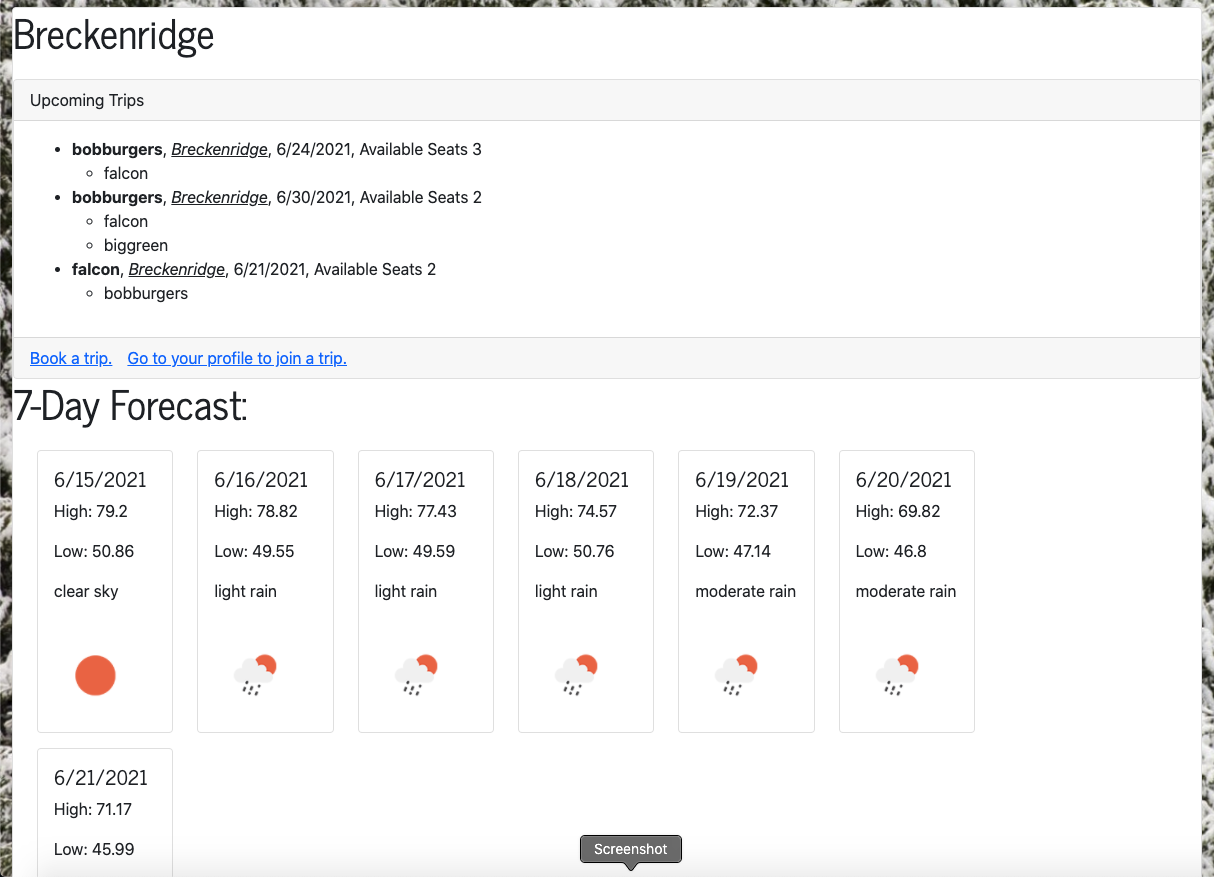 Breckenridge
Upcoming Trips
bobburgers, Breckenridge, 6/24/2021, Available Seats 3
falcon
bobburgers, Breckenridge, 6/30/2021, Available Seats 2
falcon
biggreen
falcon, Breckenridge, 6/21/2021, Available Seats 2
bobburgers
Book a trip. Go to your profile to join a trip.
7-Day Forecast:
6/15/2021
High: 79.2
Low: 50.86
clear sky
6/16/2021
High: 78.82
Low: 49.55
light rain
6/17/2021
High: 77.43
Low: 49.59
light rain
6/18/2021
High: 74.57
Low: 50.76
light rain
6/19/2021
High: 72.37
Low: 47.14
moderate rain
6/20/2021
High: 69.82
Low: 46.8
moderate rain
6/21/2021
High: 71.17
Low: 45.99
Screenshot